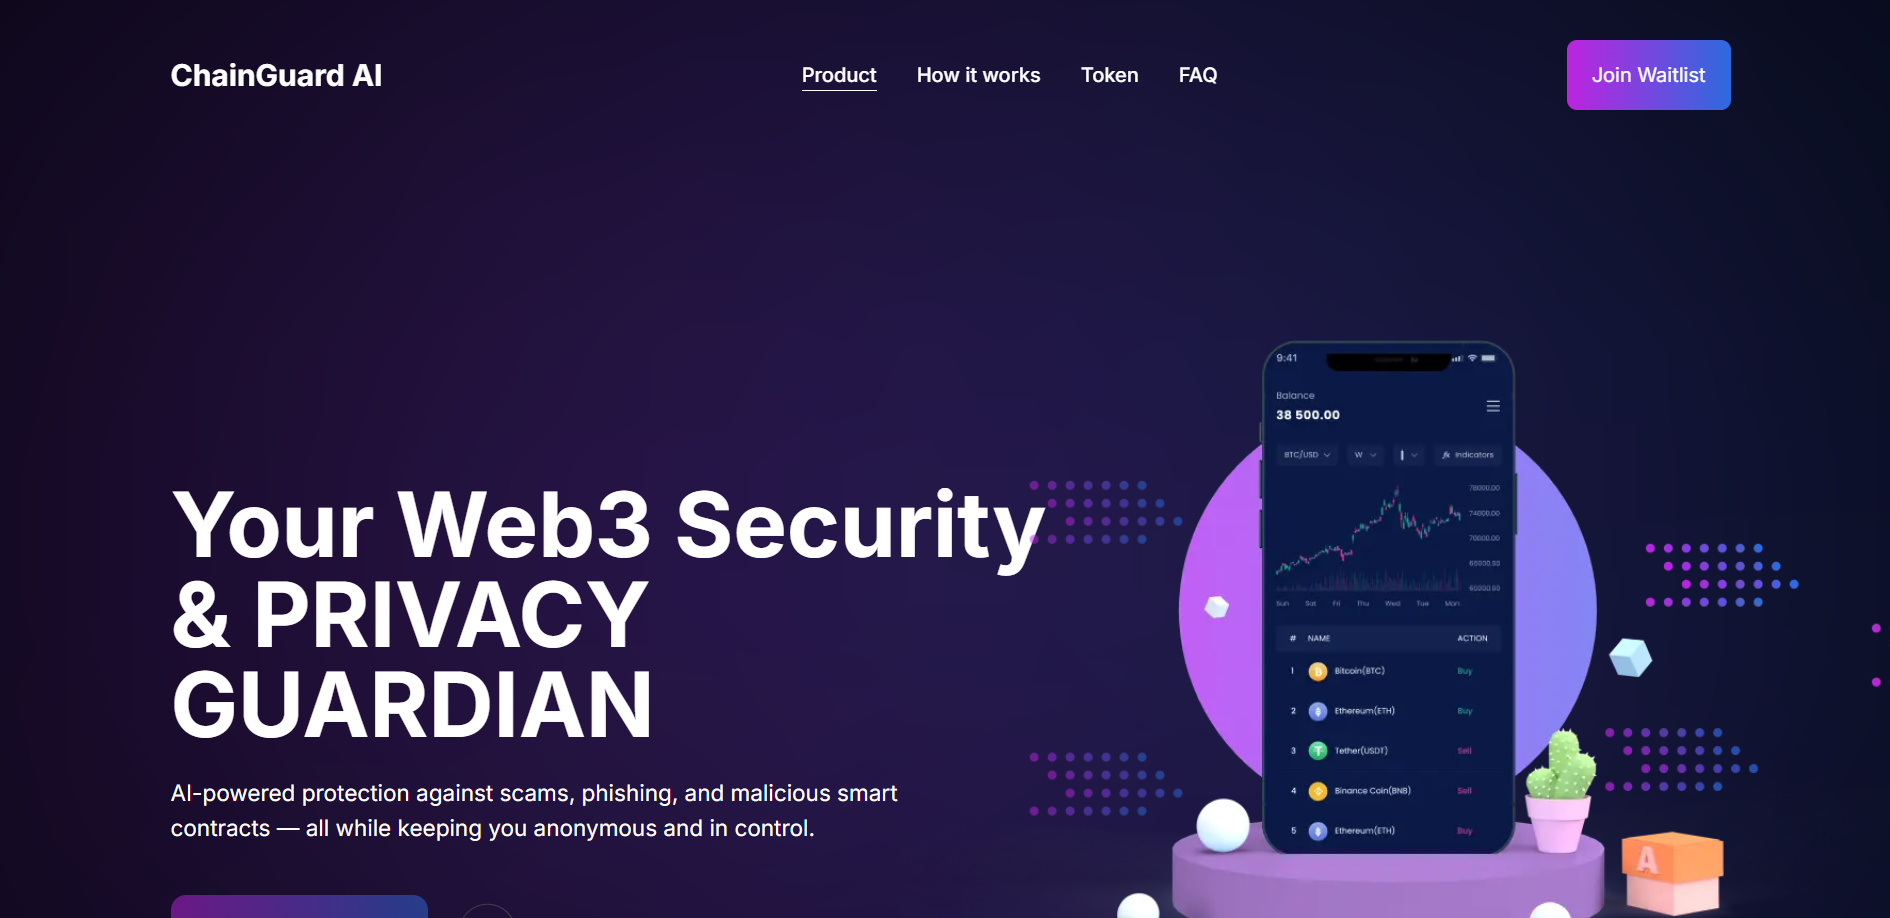 ChainGuard AI
Product
How it works
Token
FAQ
Join Waitlist
Your Web3 Security
& PRIVACY
GUARDIAN
AI-powered protection against scams, phishing, and malicious smart
contracts — all while keeping you anonymous and in control.
9:41
Balance
38 500.00
BTC/USD
W
fx Indicators
78000.00
74000.00
70000.00
Sun Sat Fri Thu Wed Tue Mon
# NAME ACTION
1 Bitcoin(BTC) Buy
2 Ethereum(ETH) Buy
3 Tether(USDT) Sell
4 Binance Coin(BNB) Sell
5 Ethereum(ETH) Buy
A